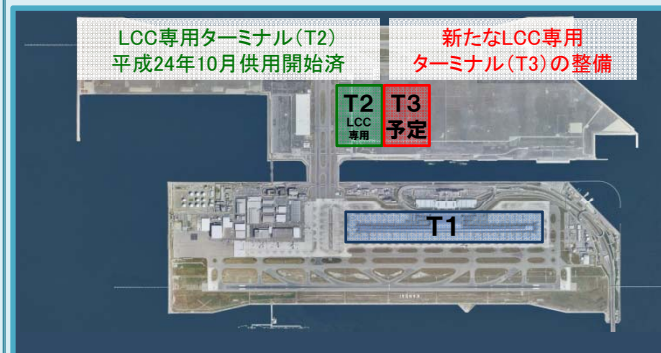 LCC専用ターミナル(T2)
平成24年10月供用開始済
新たなLCC専用
ターミナル(T3)の整備
T2
LCC
専用
T3
予定
T1